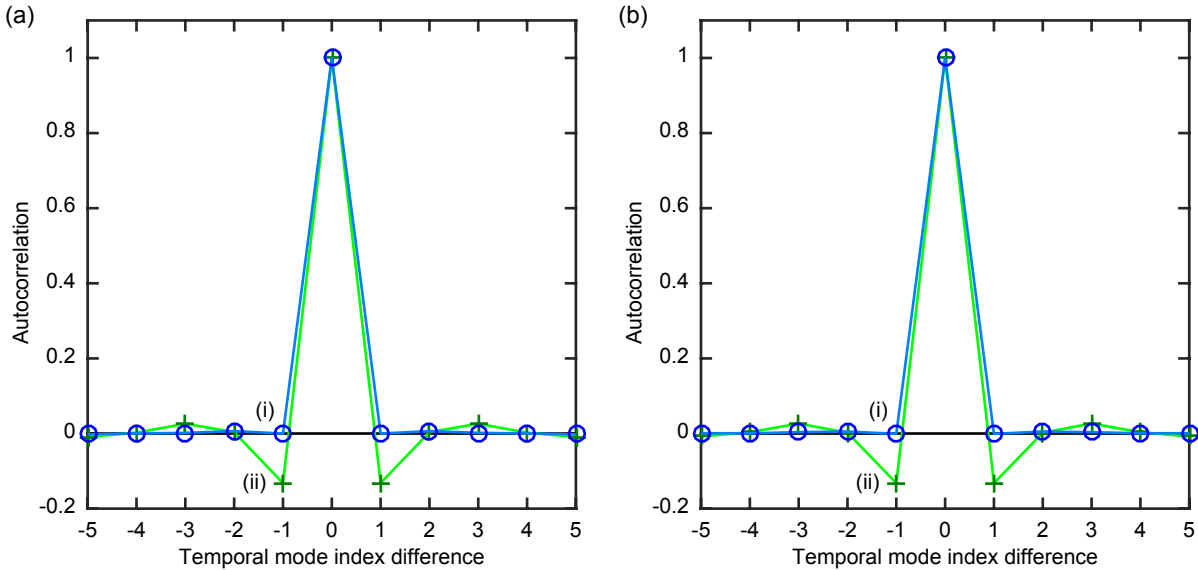 (a)
1
0.8
0.6
0.4
0.2
0
-0.2
Autocorrelation
(i)
(ii)
-5 -4 -3 -2 -1 0 1 2 3 4 5
Temporal mode index difference
(b)
1
0.8
0.6
0.4
0.2
0
-0.2
Autocorrelation
(i)
(ii)
-5 -4 -3 -2 -1 0 1 2 3 4 5
Temporal mode index difference